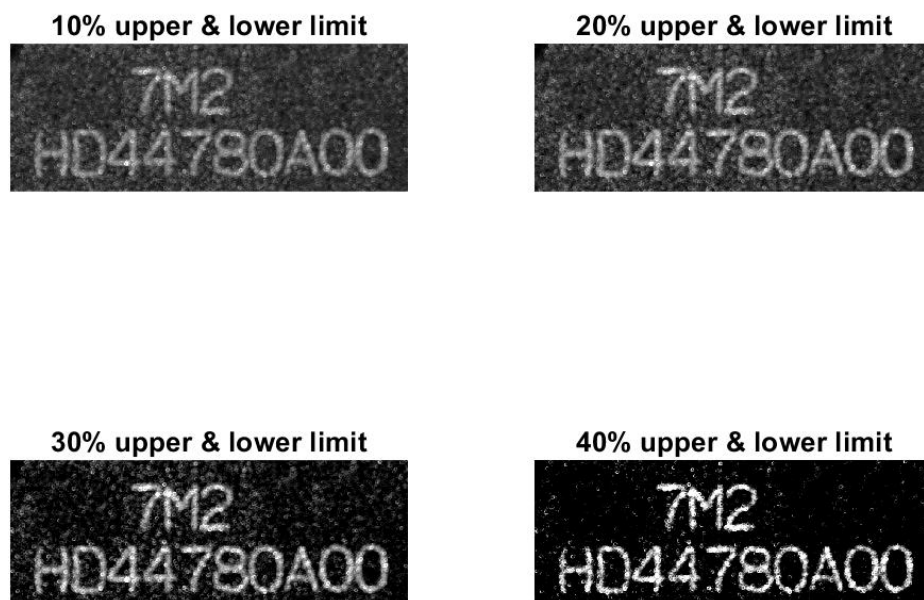 10% upper & lower limit
7M2
HD44780A00
20% upper & lower limit
7M2
HD44780A00
30% upper & lower limit
7M2
HD44780A00
40% upper & lower limit
7M2
HD44780A00